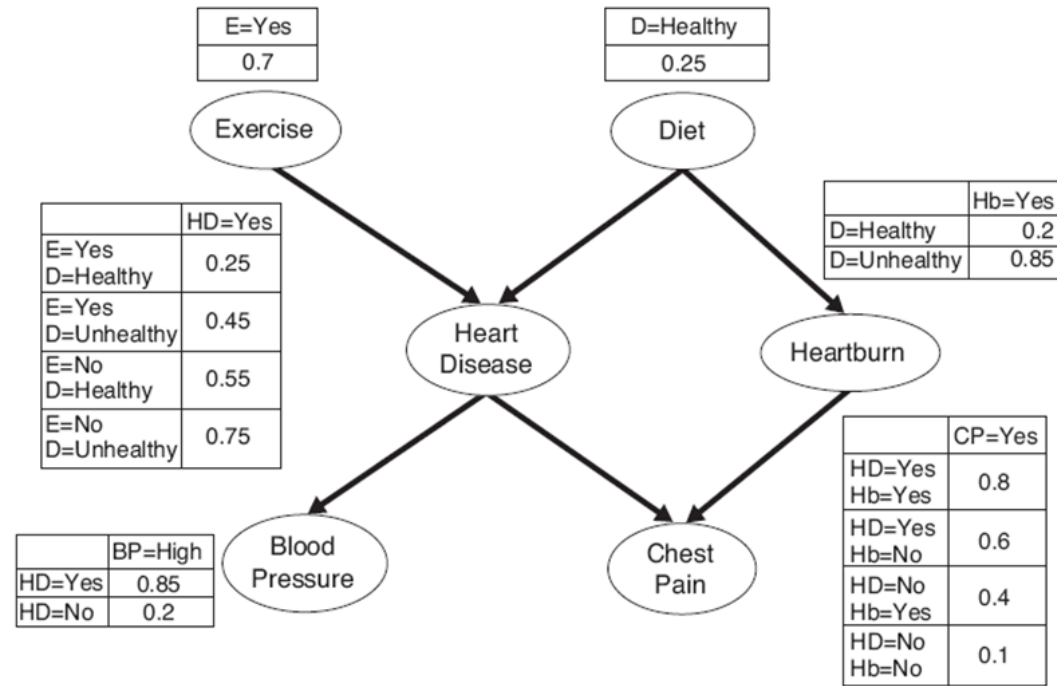 E=Yes
0.7
D=Healthy
0.25
Exercise
Diet
HD=Yes
E=Yes
D=Healthy
0.25
E=Yes
D=Unhealthy
0.45
E=No
D=Healthy
0.55
E=No
D=Unhealthy
0.75
Hb=Yes
D=Healthy 0.2
D=Unhealthy 0.85
Heart
Disease
Heartburn
BP=High
HD=Yes 0.85
HD=No 0.2
Blood
Pressure
Chest
Pain
CP=Yes
HD=Yes
Hb=Yes
0.8
HD=Yes
Hb=No
0.6
HD=No
Hb=Yes
0.4
HD=No
Hb=No
0.1